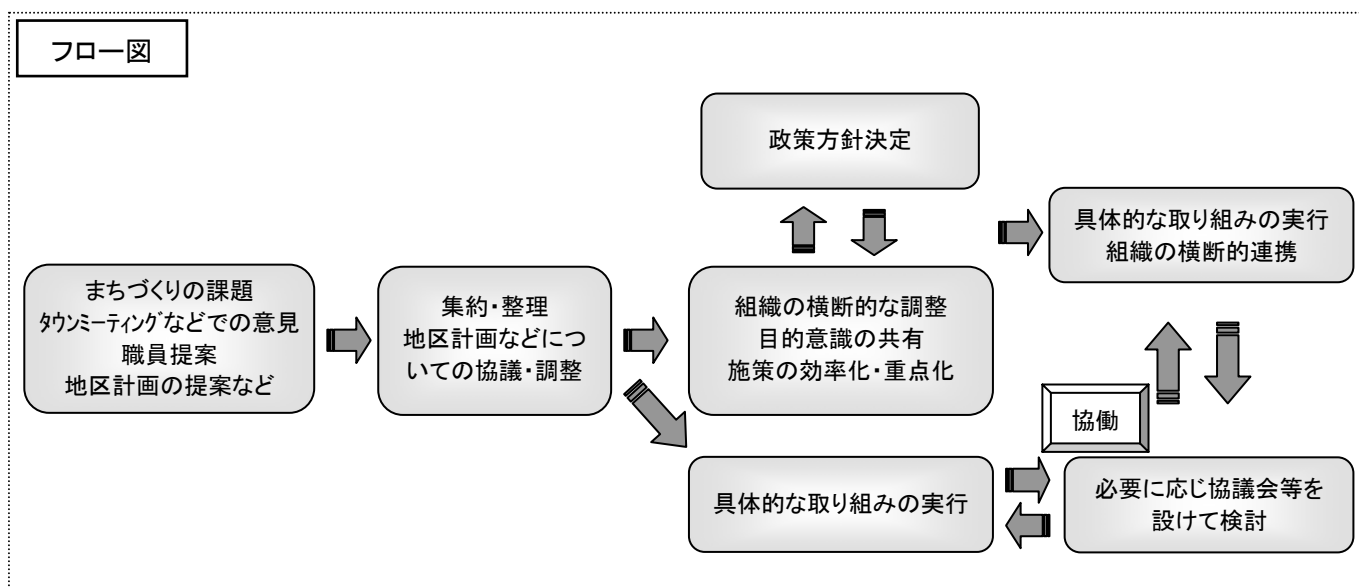 フロー図
政策方針決定
具体的な取り組みの実行
組織の横断的連携
まちづくりの課題
ﾀｳﾝﾐｰﾃｨﾝｸﾞなどでの意見
職員提案
地区計画の提案など
集約・整理
地区計画などにつ
いての協議・調整
組織の横断的な調整
目的意識の共有
施策の効率化・重点化
協働
具体的な取り組みの実行
必要に応じ協議会等を
設けて検討